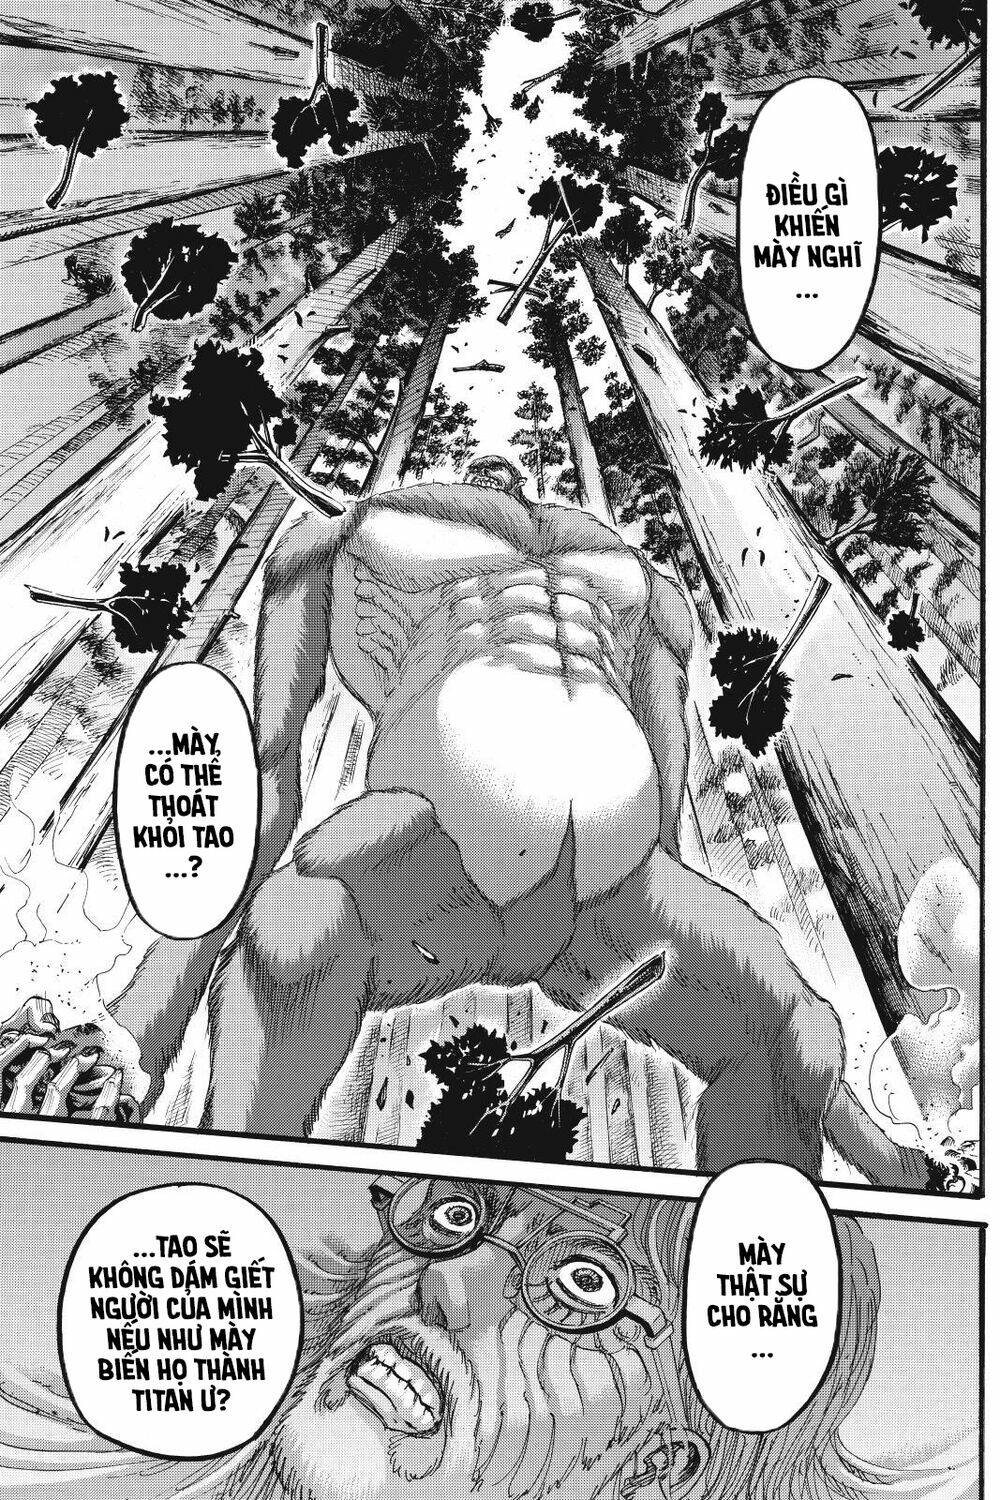 ĐIỀU GÌ
KHIẾN
MÀY NGHĨ
...
...MÀY
CÓ THỂ
THOÁT
KHỎI TAO
...?
MÀY
THẬT SỰ
CHO RẰNG
...
...TAO SẼ
KHÔNG DÁM GIẾT
NGƯỜI CỦA MÌNH
NẾU NHƯ MÀY
BIẾN HỌ THÀNH
TITAN Ư?